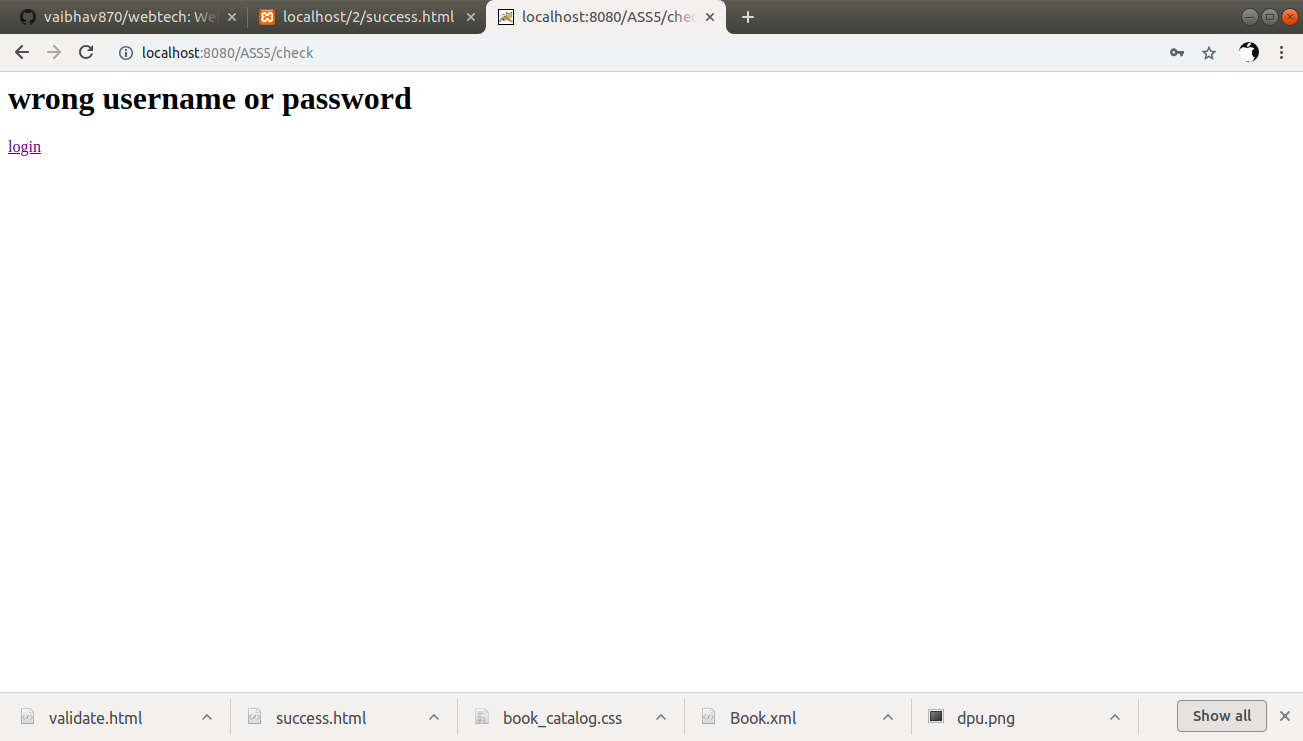 vaibhav870/webtech: We
localhost/2/success.html
localhost:8080/ASS5/chec
localhost:8080/ASS5/check
wrong username or password
login
validate.html
success.html
book_catalog.css
Book.xml
dpu.png
Show all